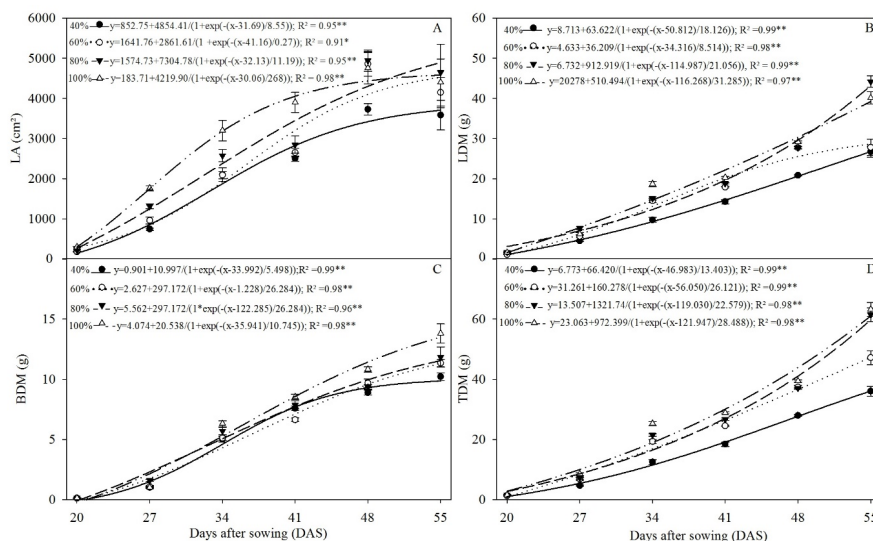 A
40% y=852.75+4854.41/(1+exp(-(x-31.69)/8.55)); R² = 0.95**
60% y=1641.76+2861.61/(1 +exp(-(x-41.16)/0.27)); R² = 0.91*
80% y=1574.73+7304.78/(1+exp(-(x-32.13)/11.19)); R² = 0.95**
100% y=183.71+4219.90/(1+exp(-(x-30.06)/268)); R² = 0.98**
LA (cm²)
6000
5000
4000
3000
2000
1000
0
B
40% y=8.713+63.622/(1+exp(-(x-50.812)/18.126)); R² =0.99**
60% y=4.633+36.209/(1+exp(-(x-34.316)/8.514)); R² =0.98**
80% y=6.732+912.919/(1+exp(-(x-114.987)/21.056)); R² =0.99**
100% y=20278+510.494/(1+exp(-(x-116.268)/31.285)); R² =0.97**
LDM (g)
60
50
40
30
20
10
0
C
40% y=0.901+10.997/(1+exp(-(x-33.992)/5.498)); R² =0.99**
60% y=2.627+297.172/(1+exp(-(x-1.228)/26.284)); R² =0.98**
80% y=5.562+297.172/(1*exp(-(x-122.285)/26.284)); R² =0.96**
100% y=4.074+20.538/(1+exp(-(x-35.941)/10.745)); R² =0.98**
BDM (g)
15
10
5
0
20 27 34 41 48 55
Days after sowing (DAS)
D
40% y=6.773+66.420/(1+exp(-(x-46.983)/13.403)); R² =0.99**
60% y=31.261+160.278/(1+exp(-(x-56.050)/26.121)); R² =0.99**
80% y=13.507+1321.74/(1+exp(-(x-119.030)/22.579)); R² =0.98**
100% y=23.063+972.399/(1+exp(-(x-121.947)/28.488)); R² =0.98**
TDM (g)
60
40
20
0
20 27 34 41 48 55
Days after sowing (DAS)